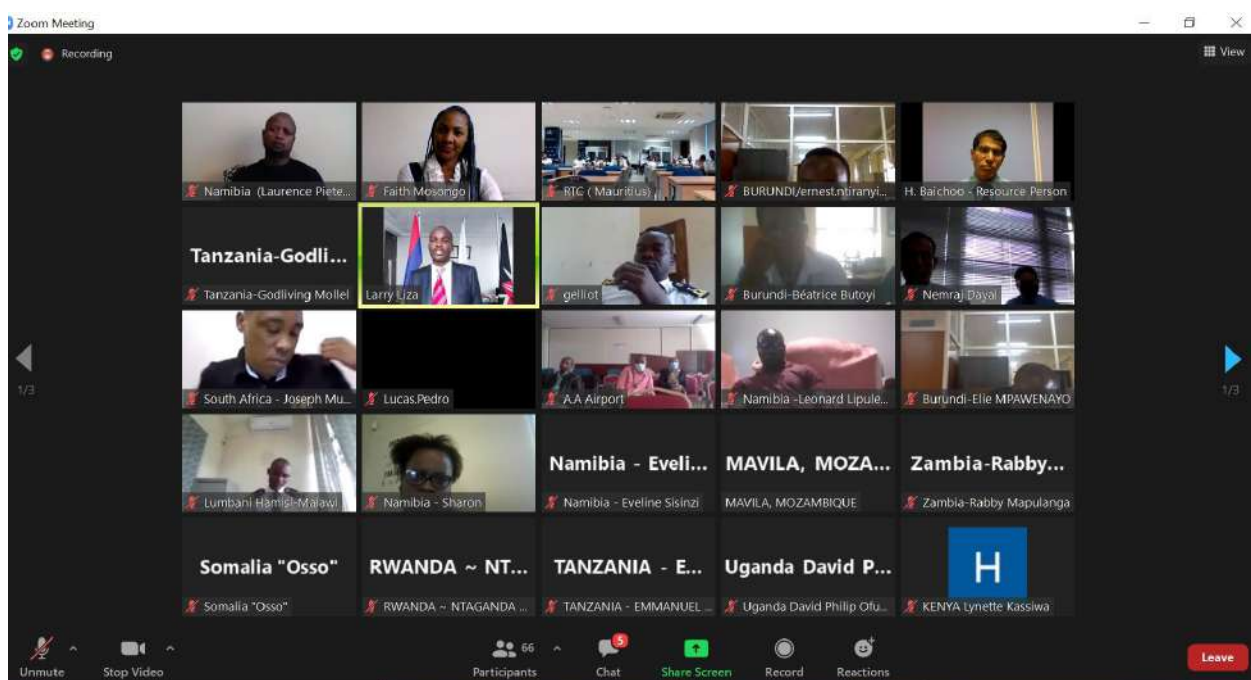 Zoom Meeting
Recording
View
Namibia (Laurence Piete...
Faith Mosongo
RTC ( Mauritius)
BURUNDI/ernest.ntiranyi...
H. Baichoo - Resource Person
Tanzania-Godli...
Tanzania-Godliving Mollel
Larry Liza
gelliot
Burundi-Béatrice Butoyi
Nemraj Dayal
1/3
1/3
South Africa - Joseph Mu...
Lucas.Pedro
A.A Airport
Namibia -Leonard Lipule...
Burundi-Elie MPAWENAYO
Lumbani Hamisi-Malawi
Namibia - Sharon
Namibia - Eveli...
Namibia - Eveline Sisinzi
MAVILA, MOZA...
MAVILA, MOZAMBIQUE
Zambia-Rabby...
Zambia-Rabby Mapulanga
Somalia "Osso"
Somalia "Osso"
RWANDA ~ NT...
RWANDA ~ NTAGANDA ...
TANZANIA - E...
TANZANIA - EMMANUEL ...
Uganda David P...
Uganda David Philip Ofu...
H
KENYA Lynette Kassiwa
Unmute
Stop Video
66
Participants
5
Chat
Share Screen
Record
Reactions
Leave